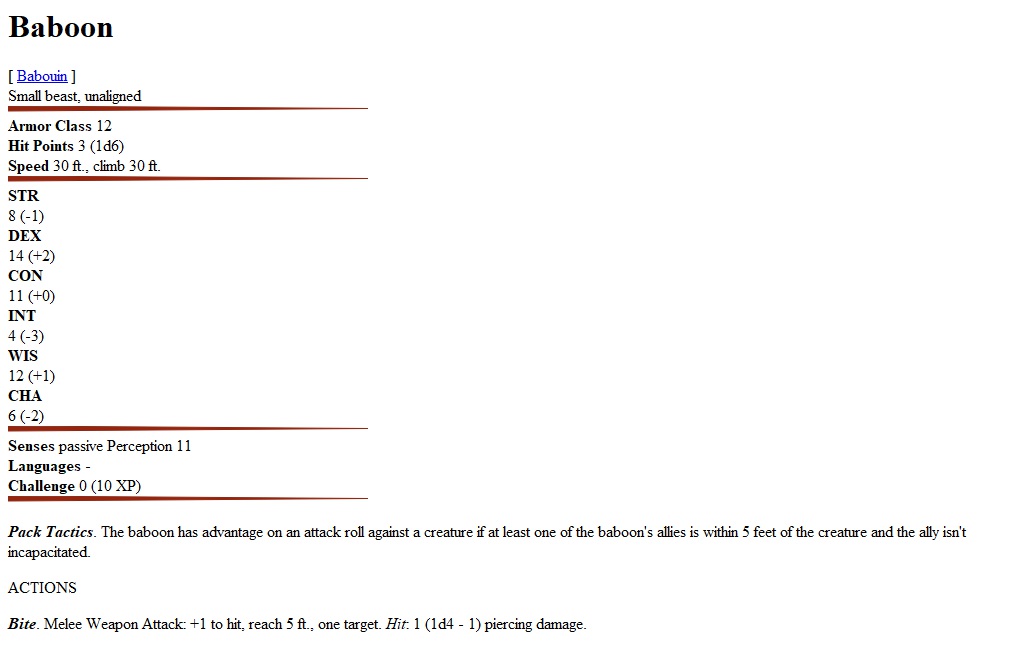 Baboon
[ Babouin ]
Small beast, unaligned
Armor Class 12
Hit Points 3 (1d6)
Speed 30 ft., climb 30 ft.
STR
8 (-1)
DEX
14 (+2)
CON
11 (+0)
INT
4 (-3)
WIS
12 (+1)
CHA
6 (-2)
Senses passive Perception 11
Languages -
Challenge 0 (10 XP)
Pack Tactics. The baboon has advantage on an attack roll against a creature if at least one of the baboon's allies is within 5 feet of the creature and the ally isn't
incapacitated.
ACTIONS
Bite. Melee Weapon Attack: +1 to hit, reach 5 ft., one target. Hit: 1 (1d4 - 1) piercing damage.